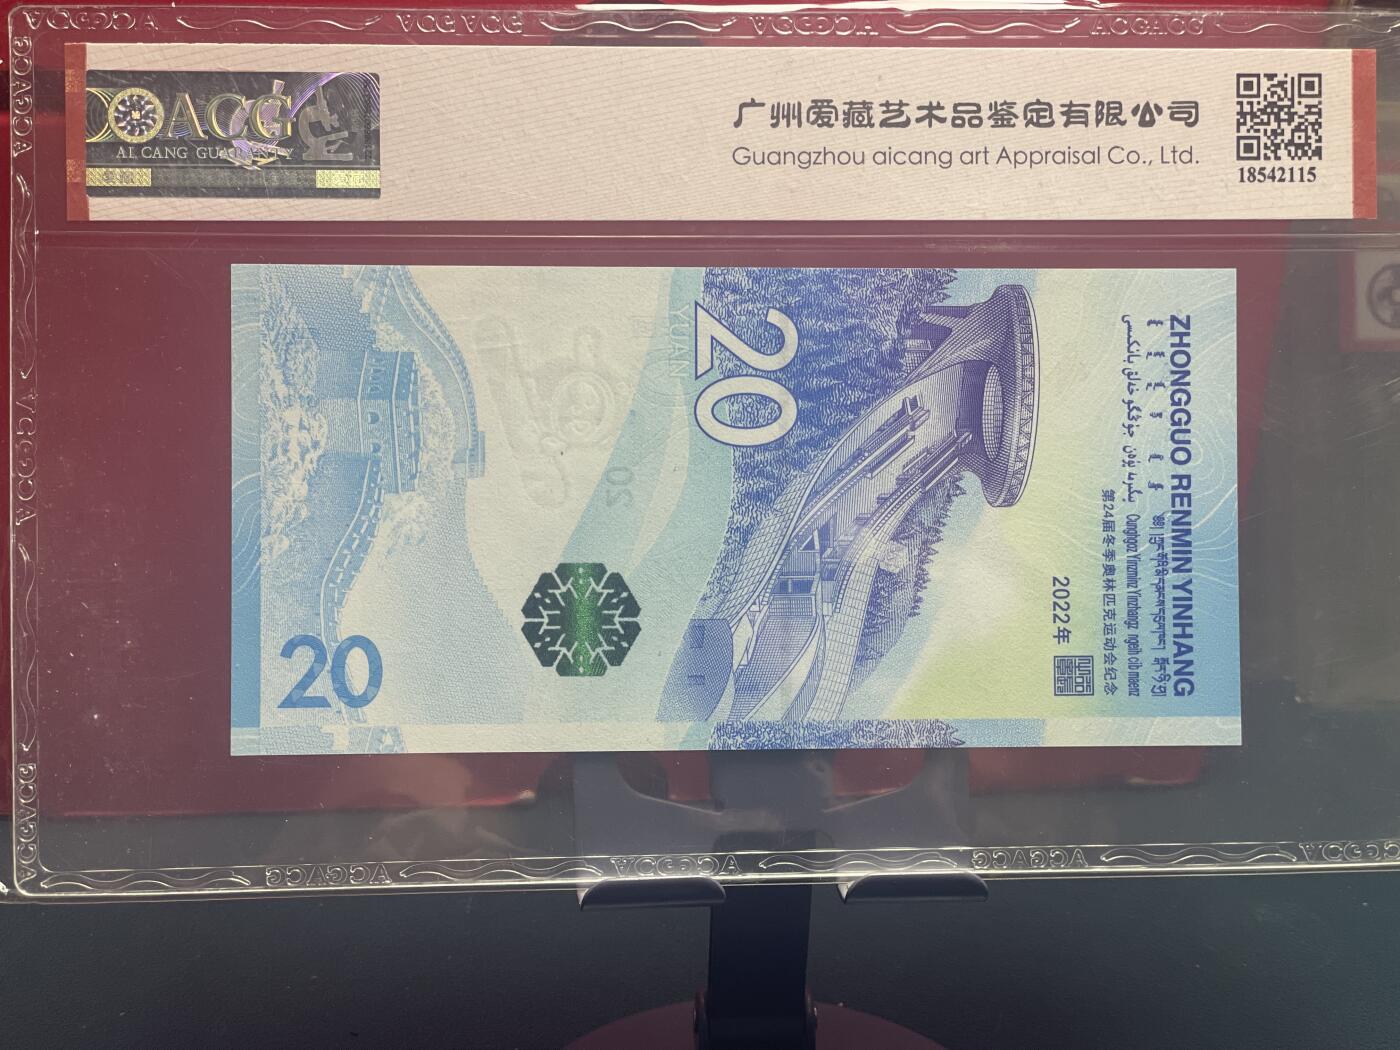 ACG
AI CANG GUARANTY
广州爱藏艺术品鉴定有限公司
Guangzhou aicang art Appraisal Co., Ltd.
18542115
ZHONGGUO RENMIN YINHANG
Cunghgoz Yinzminz Yinzhangz ngeih cib maenz
第24届冬季奥林匹克运动会纪念
2022年
20
YUAN
20
20